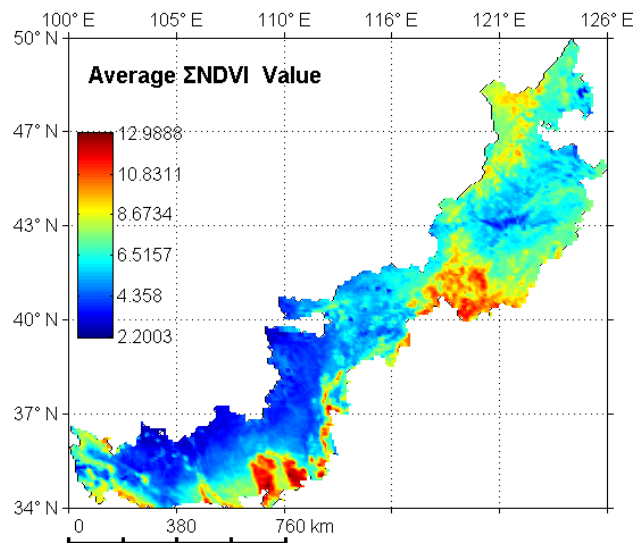 100° E 105° E 110° E 116° E 121° E 126° E
50° N
Average ΣNDVI Value
47° N
12.9888
10.8311
8.6734
43° N
6.5157
4.358
40° N
2.2003
37° N
34° N
0 380 760 km